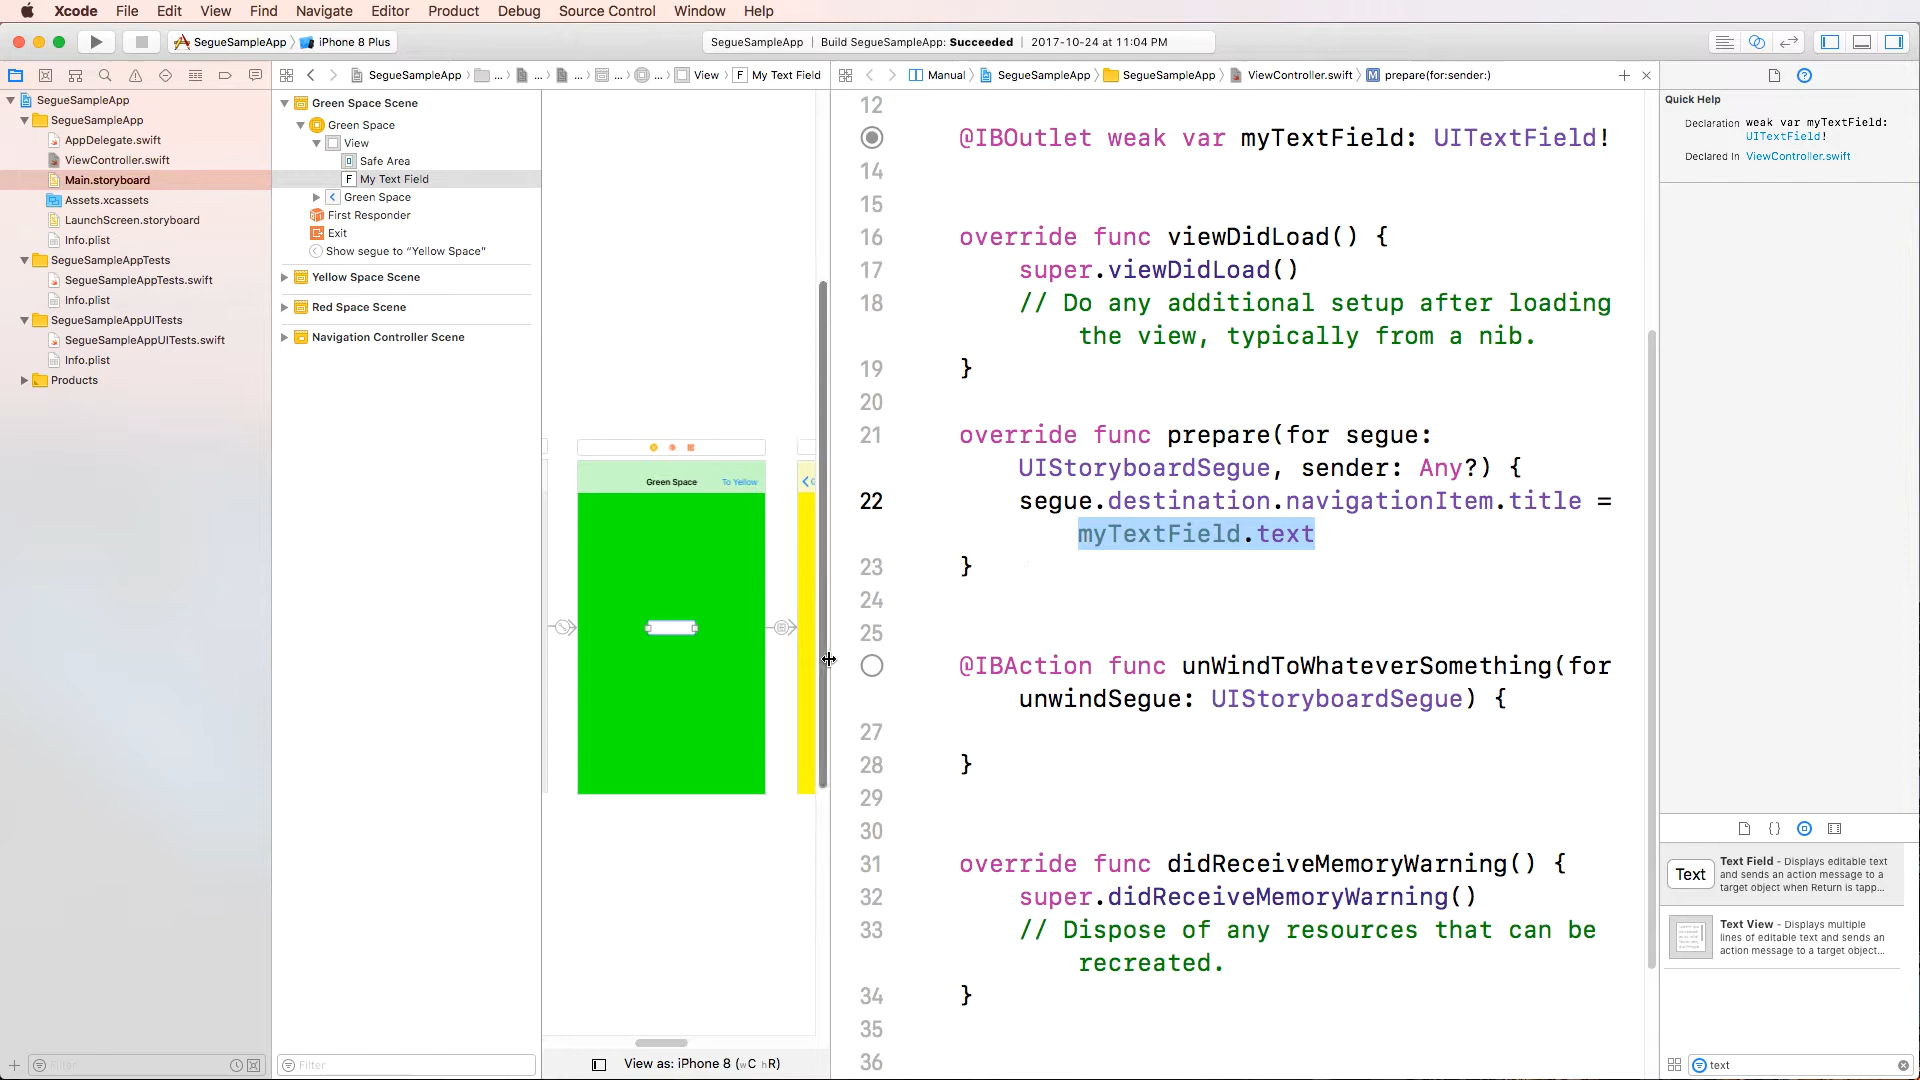 Xcode File Edit View Find Navigate Editor Product Debug Source Control Window Help
SegueSampleApp iPhone 8 Plus
SegueSampleApp | Build SegueSampleApp: Succeeded | 2017-10-24 at 11:04 PM
SegueSampleApp ... ... ... ... ... View F My Text Field
Manual SegueSampleApp SegueSampleApp ViewController.swift M prepare(for:sender:)
SegueSampleApp
SegueSampleApp
AppDelegate.swift
ViewController.swift
Main.storyboard
Assets.xcassets
LaunchScreen.storyboard
Info.plist
SegueSampleAppTests
SegueSampleAppTests.swift
Info.plist
SegueSampleAppUITests
SegueSampleAppUITests.swift
Info.plist
Products
Filter
Green Space Scene
Green Space
View
Safe Area
F My Text Field
Green Space
First Responder
Exit
Show segue to “Yellow Space”
Yellow Space Scene
Red Space Scene
Navigation Controller Scene
Filter
Green Space To Yellow
View as: iPhone 8 (wC hR)
12
@IBOutlet weak var myTextField: UITextField!
14
15
16 override func viewDidLoad() {
17 super.viewDidLoad()
18 // Do any additional setup after loading
the view, typically from a nib.
19 }
20
21 override func prepare(for segue:
UIStoryboardSegue, sender: Any?) {
22 segue.destination.navigationItem.title =
myTextField.text
23 }
24
25
@IBAction func unWindToWhateverSomething(for
unwindSegue: UIStoryboardSegue) {
27
28 }
29
30
31 override func didReceiveMemoryWarning() {
32 super.didReceiveMemoryWarning()
33 // Dispose of any resources that can be
recreated.
34 }
35
36
Quick Help
Declaration weak var myTextField:
UITextField!
Declared In ViewController.swift
Text
Text Field - Displays editable text
and sends an action message to a
target object when Return is tapp...
Text View - Displays multiple
lines of editable text and sends an
action message to a target object...
text